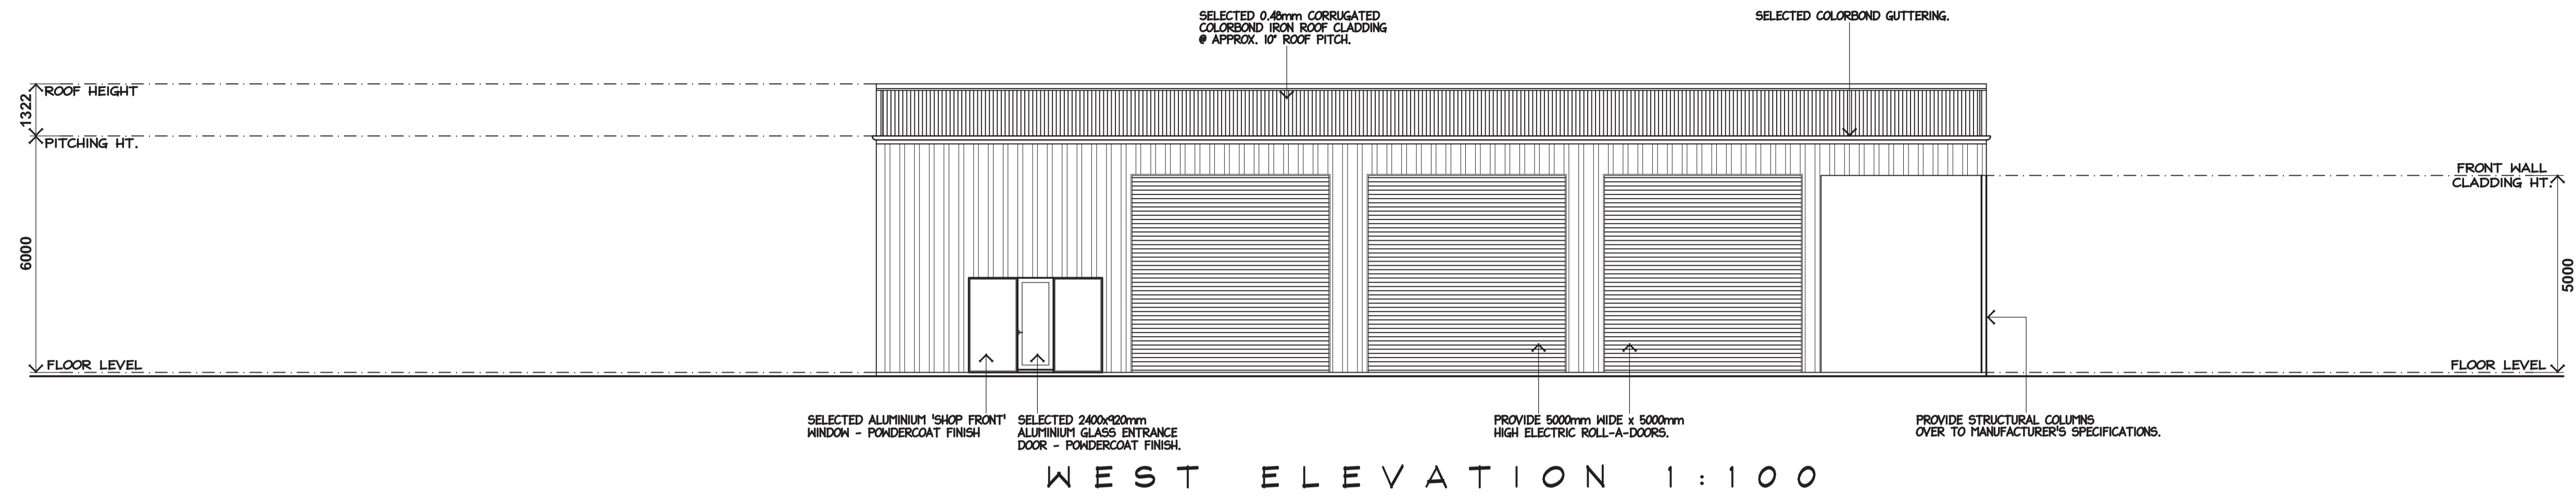 SELECTED 0.48mm CORRUGATED
COLORBOND IRON ROOF CLADDING
@ APPROX. 10° ROOF PITCH.
SELECTED COLORBOND GUTTERING.
ROOF HEIGHT
1322
PITCHING HT.
6000
FLOOR LEVEL
FRONT WALL
CLADDING HT.
5000
FLOOR LEVEL
SELECTED ALUMINIUM 'SHOP FRONT'
WINDOW - POWDERCOAT FINISH
SELECTED 2400x920mm
ALUMINIUM GLASS ENTRANCE
DOOR - POWDERCOAT FINISH.
PROVIDE 5000mm WIDE x 5000mm
HIGH ELECTRIC ROLL-A-DOORS.
PROVIDE STRUCTURAL COLUMNS
OVER TO MANUFACTURER'S SPECIFICATIONS.
WEST ELEVATION 1:100